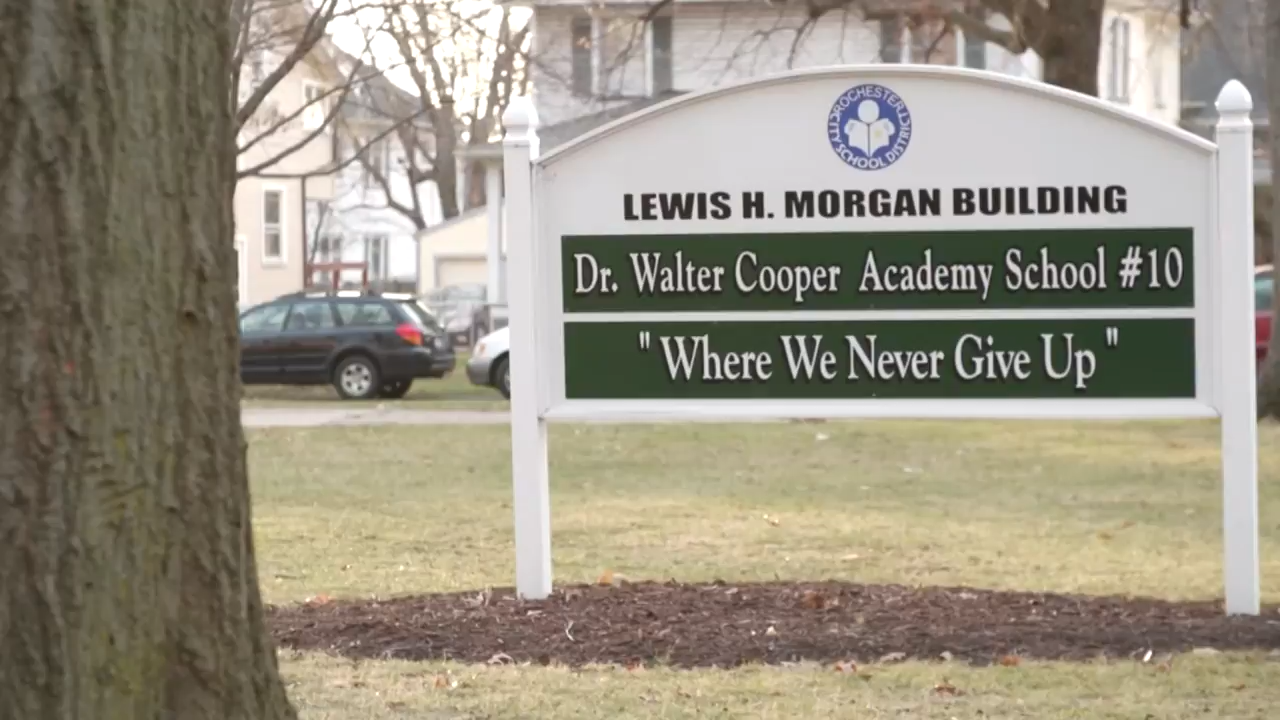 ROCHESTER
CITY SCHOOL DISTRICT
LEWIS H. MORGAN BUILDING
Dr. Walter Cooper Academy School #10
"Where We Never Give Up"